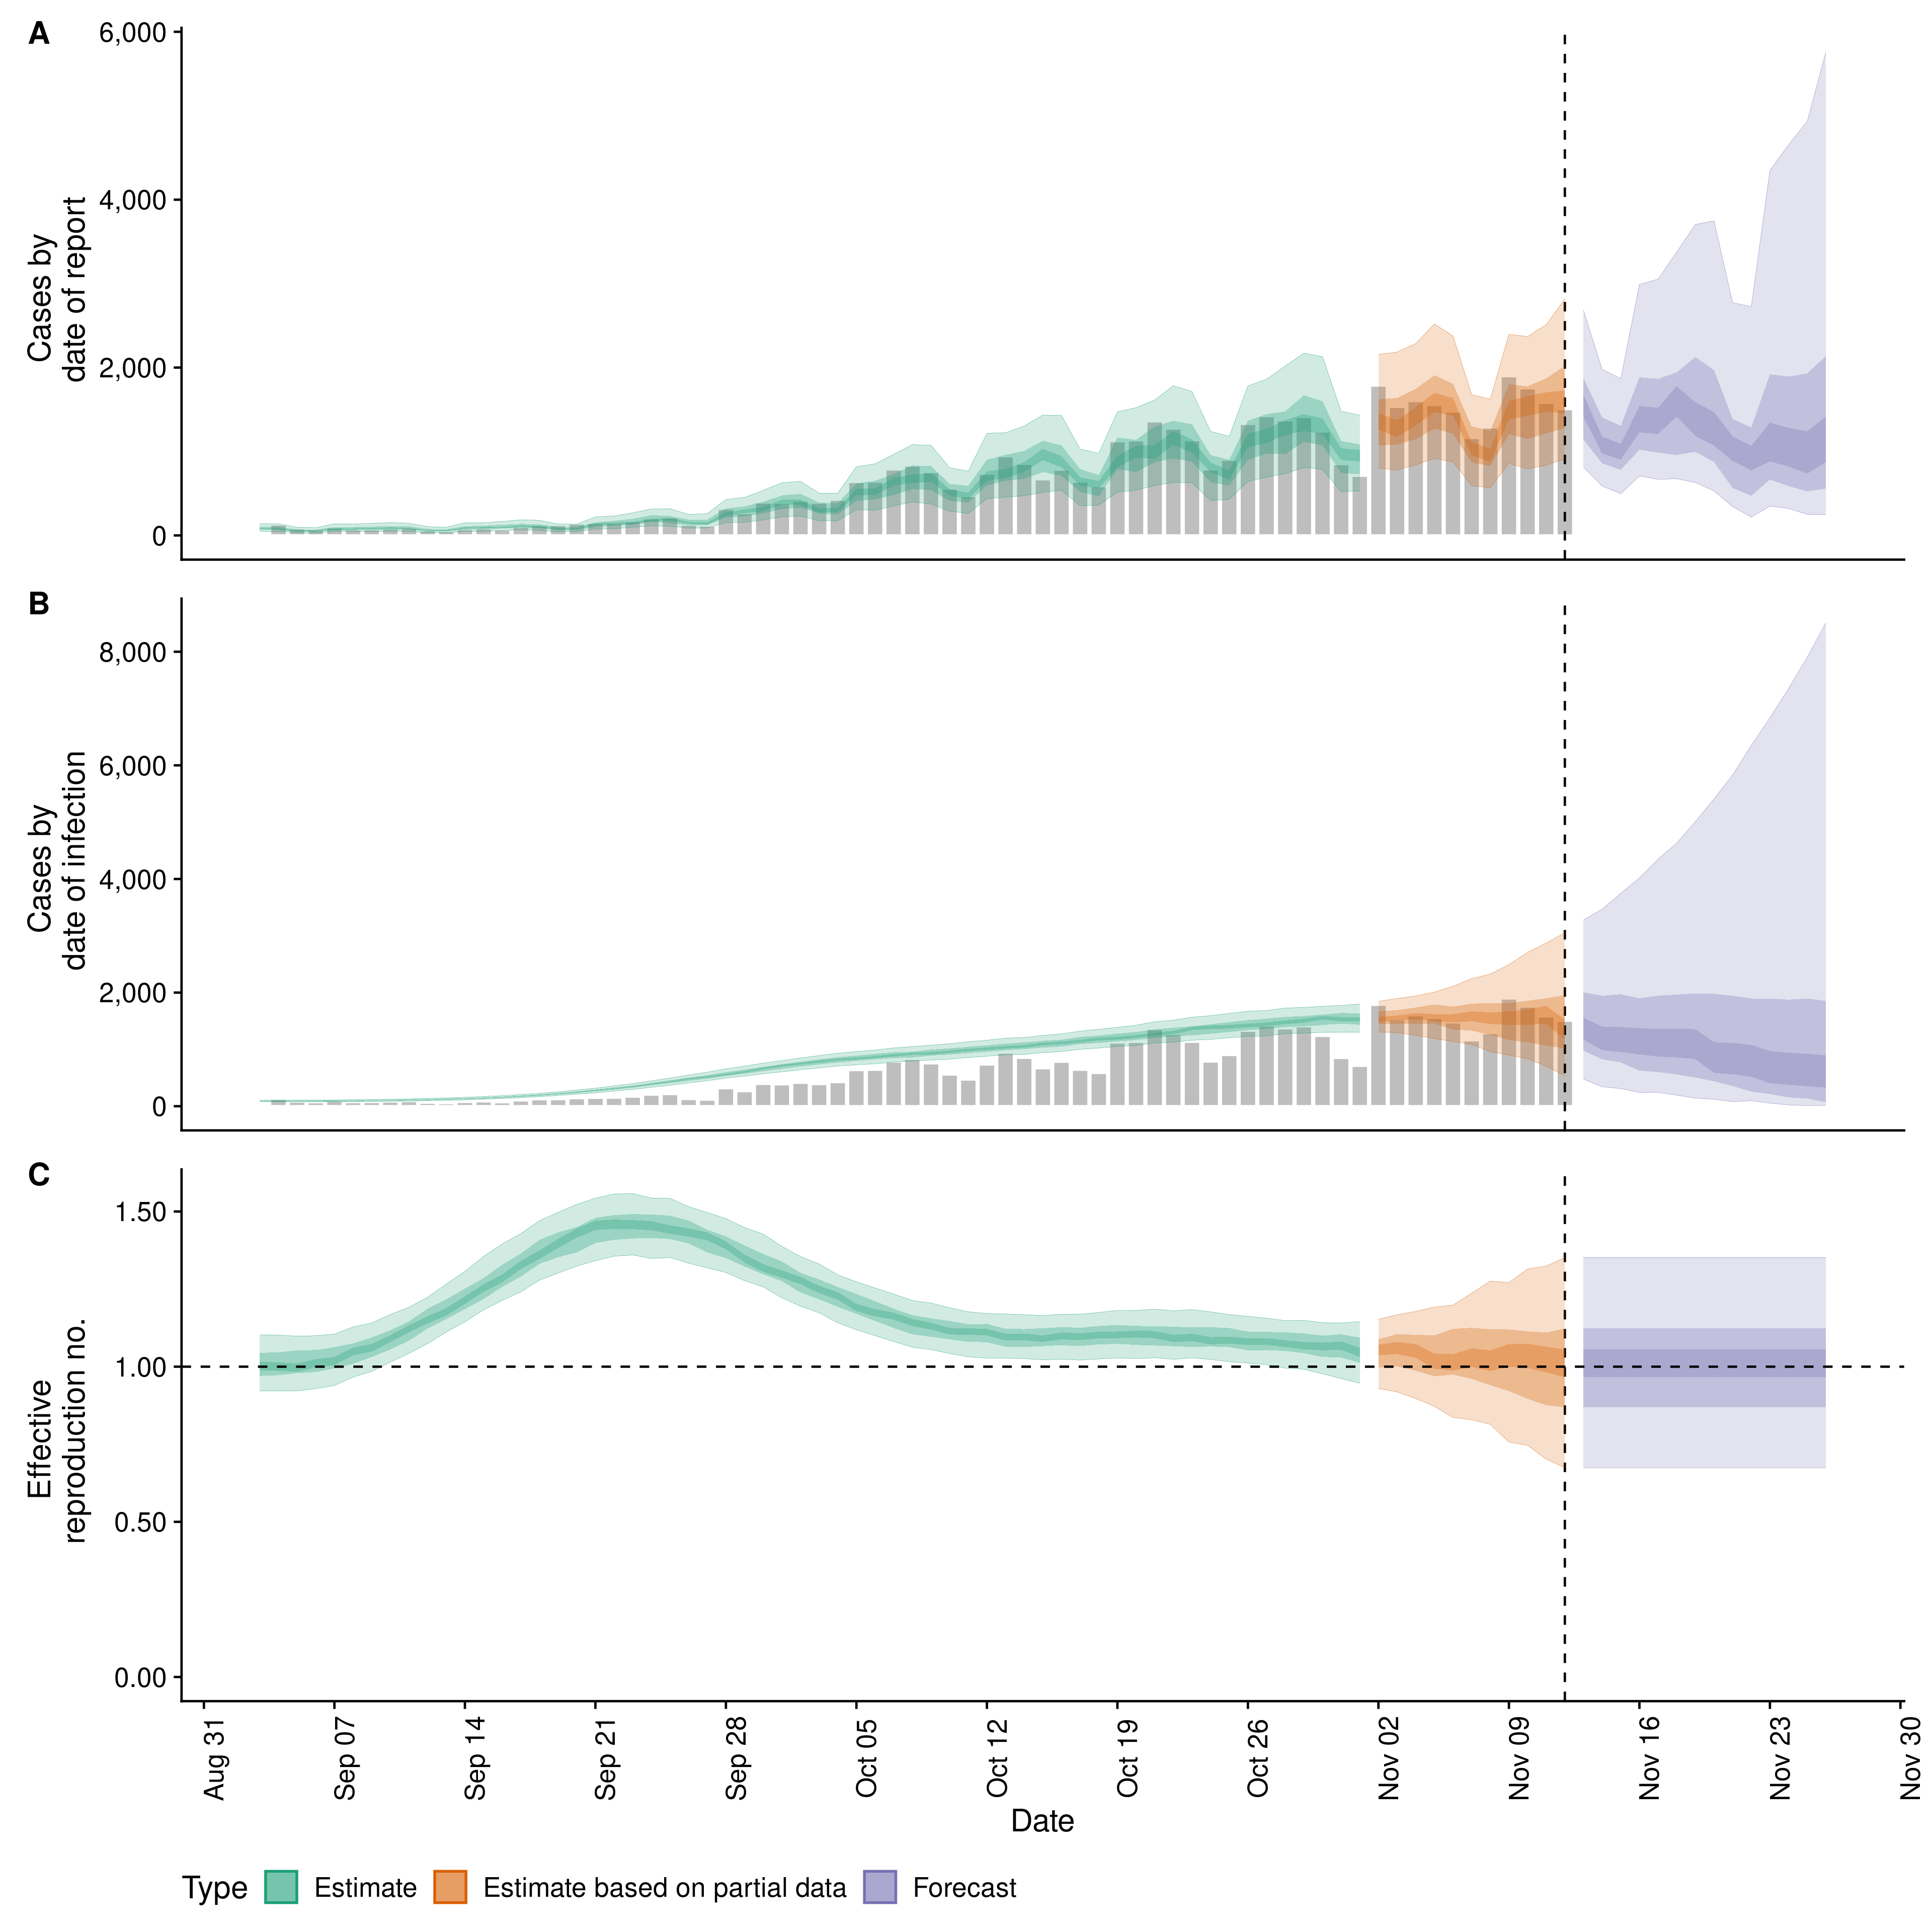 A
6,000
4,000
2,000
0
Cases by
date of report
B
8,000
6,000
4,000
2,000
0
Cases by
date of infection
C
1.50
1.00
0.50
0.00
Effective
reproduction no.
Aug 31
Sep 07
Sep 14
Sep 21
Sep 28
Oct 05
Oct 12
Oct 19
Oct 26
Nov 02
Nov 09
Nov 16
Nov 23
Nov 30
Date
Type Estimate Estimate based on partial data Forecast